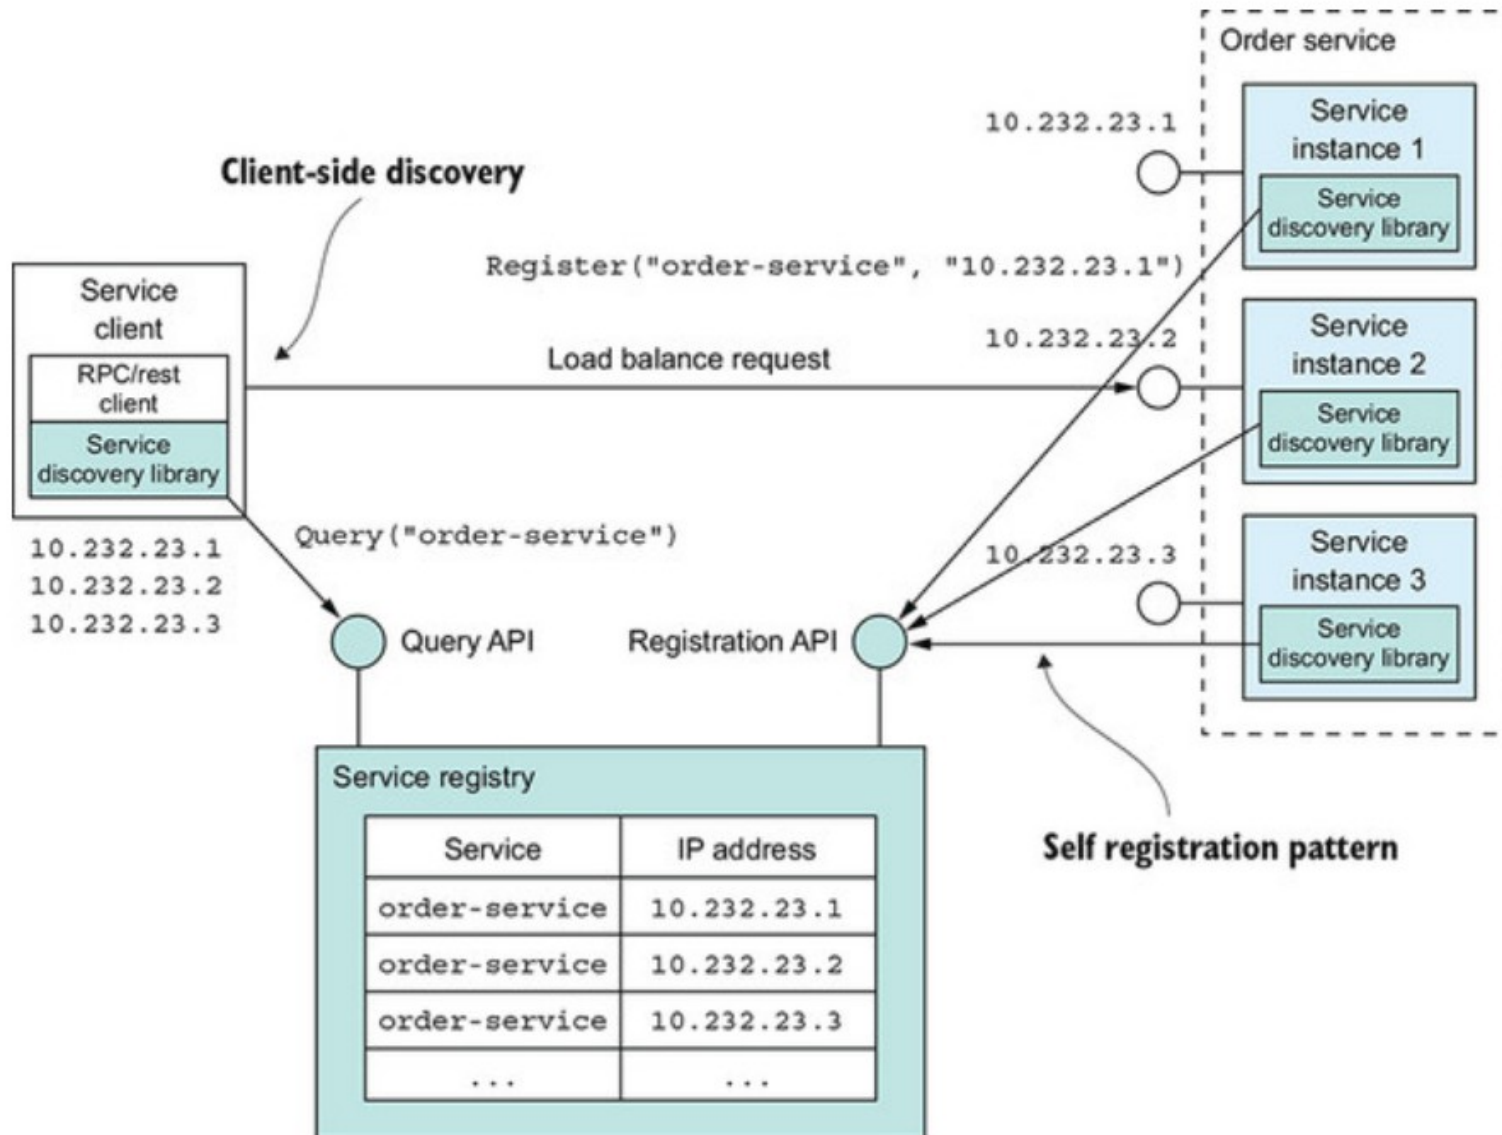 Order service
10.232.23.1
Service
instance 1
Service
discovery library
Client-side discovery
Register("order-service", "10.232.23.1")
Service
client
RPC/rest
client
Service
discovery library
Load balance request
10.232.23.2
Service
instance 2
Service
discovery library
10.232.23.1
10.232.23.2
10.232.23.3
Query("order-service")
10.232.23.3
Service
instance 3
Service
discovery library
Query API
Registration API
Self registration pattern
Service registry
Service IP address
order-service 10.232.23.1
order-service 10.232.23.2
order-service 10.232.23.3
... ...